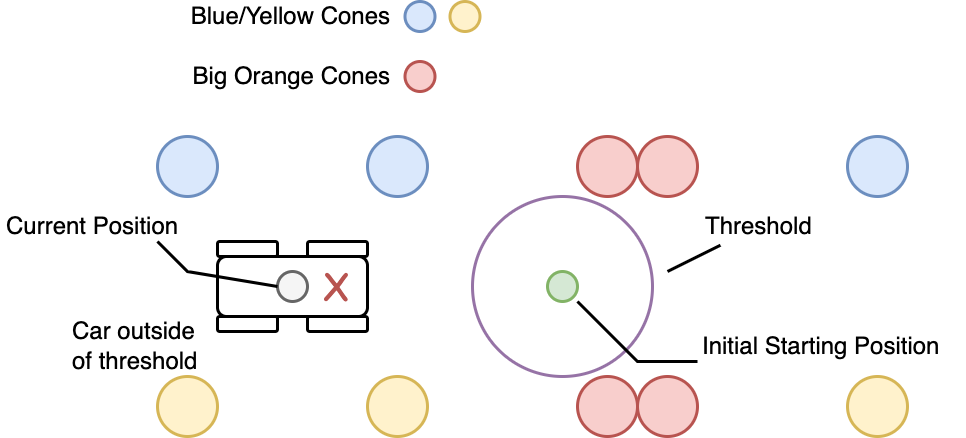 Blue/Yellow Cones
Big Orange Cones
Current Position
Threshold
X
Car outside
of threshold
Initial Starting Position